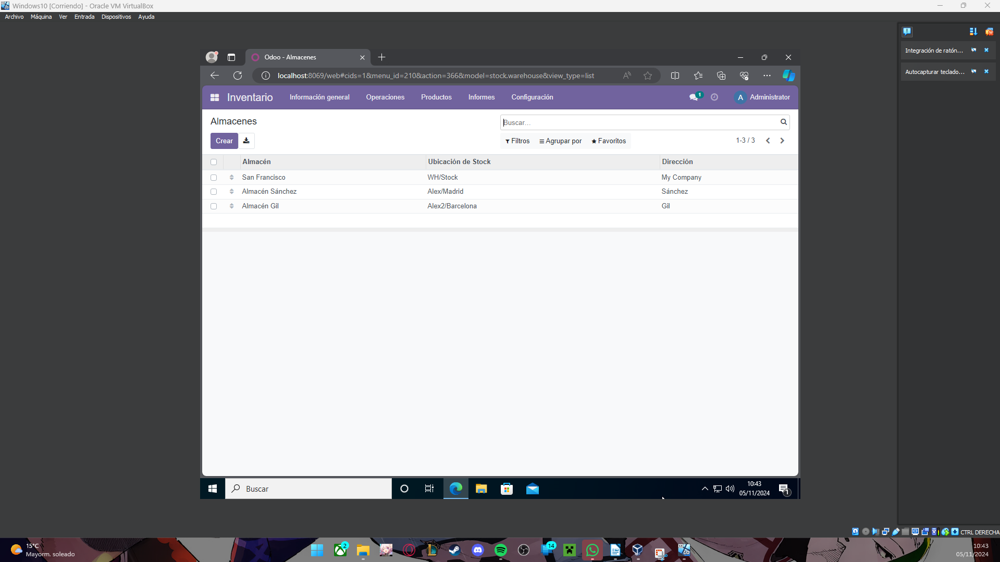 Windows10 [Corriendo] - Oracle VM VirtualBox
Archivo Máquina Ver Entrada Dispositivos Ayuda
Integración de ratón...
Autocapturar teclado...
Odoo - Almacenes
localhost:8069/web#cids=1&menu_id=210&action=366&model=stock.warehouse&view_type=list
Inventario Información general Operaciones Productos Informes Configuración 1 A Administrator
Almacenes
Buscar...
Crear
Filtros Agrupar por Favoritos 1-3 / 3
Almacén Ubicación de Stock Dirección
San Francisco WH/Stock My Company
Almacén Sánchez Alex/Madrid Sánchez
Almacén Gil Alex2/Barcelona Gil
Buscar
10:43
05/11/2024
1
CTRL DERECHA
15°C
Mayorm. soleado
2
14
10:43
05/11/2024